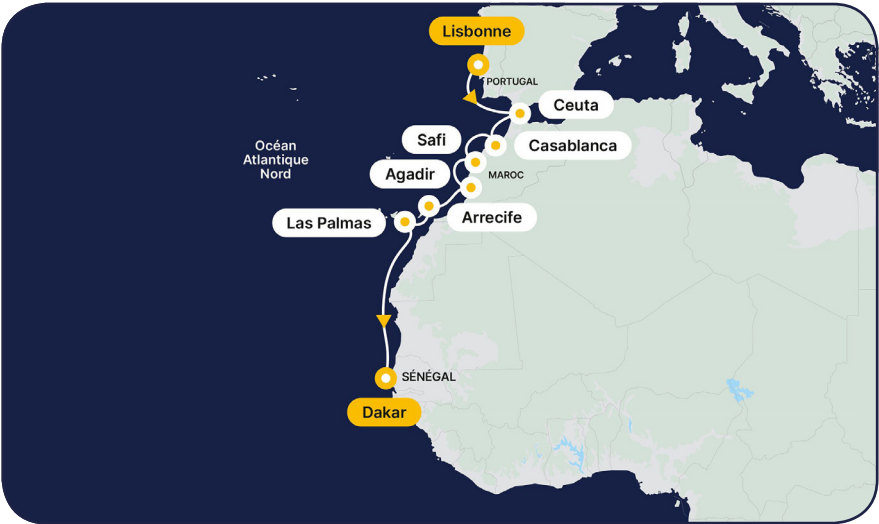 Lisbonne
PORTUGAL
Ceuta
Safi
Casablanca
Océan
Atlantique
Nord
Agadir
MAROC
Las Palmas
Arrecife
SÉNÉGAL
Dakar